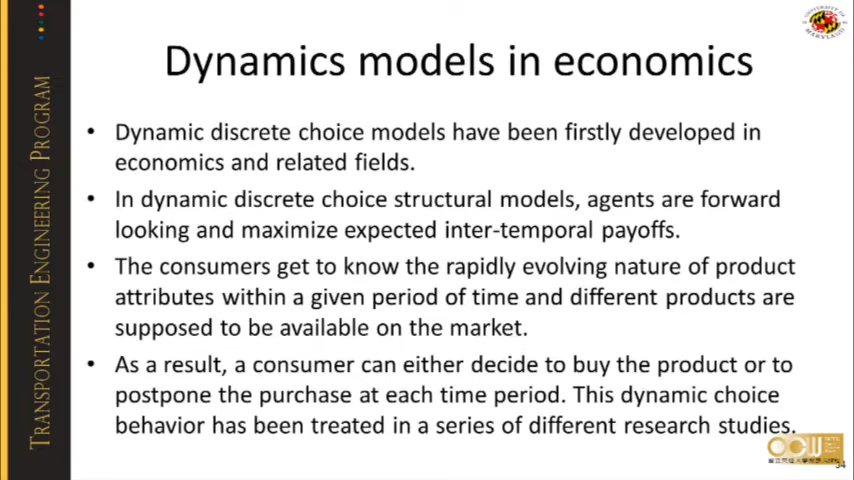 Dynamics models in economics
• Dynamic discrete choice models have been firstly developed in
economics and related fields.
• In dynamic discrete choice structural models, agents are forward
looking and maximize expected inter-temporal payoffs.
• The consumers get to know the rapidly evolving nature of product
attributes within a given period of time and different products are
supposed to be available on the market.
• As a result, a consumer can either decide to buy the product or to
postpone the purchase at each time period. This dynamic choice
behavior has been treated in a series of different research studies.
TRANSPORTATION ENGINEERING PROGRAM
UNIVERSITY OF
MARYLAND
OCW
54